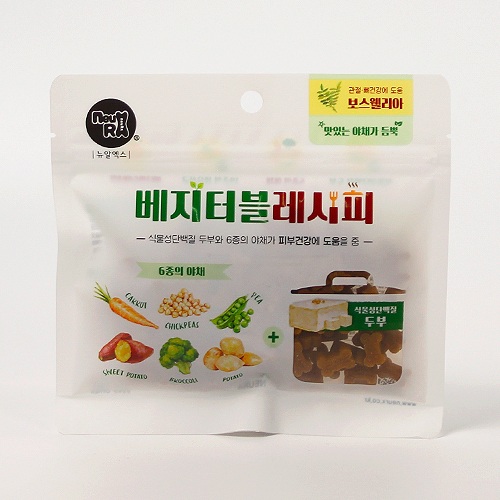 NewAl
RX
®
뉴알엑스
관절·뼈건강에 도움
보스웰리아
맛있는 야채가 듬뿍
베지터블레시피
식물성단백질 두부와 6종의 야채가 피부건강에 도움을 줌
6종의 야채
CARROT
CHICKPEAS
PEA
SWEET POTATO
BROCCOLI
POTATO
+
식물성단백질
두부